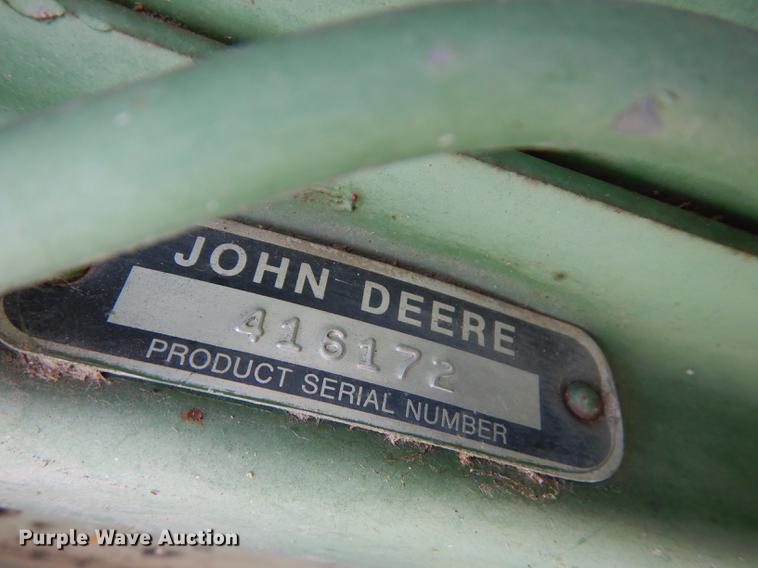 JOHN DEERE
416172
PRODUCT SERIAL NUMBER
Purple Wave Auction